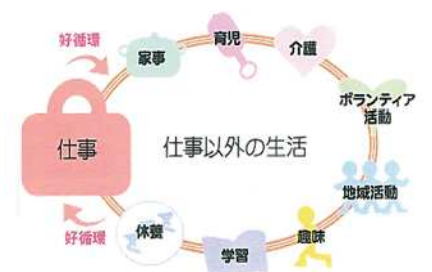 好循環
家事
育児
介護
ボランティア
活動
仕事
仕事以外の生活
地域活動
好循環
休養
学習
趣味